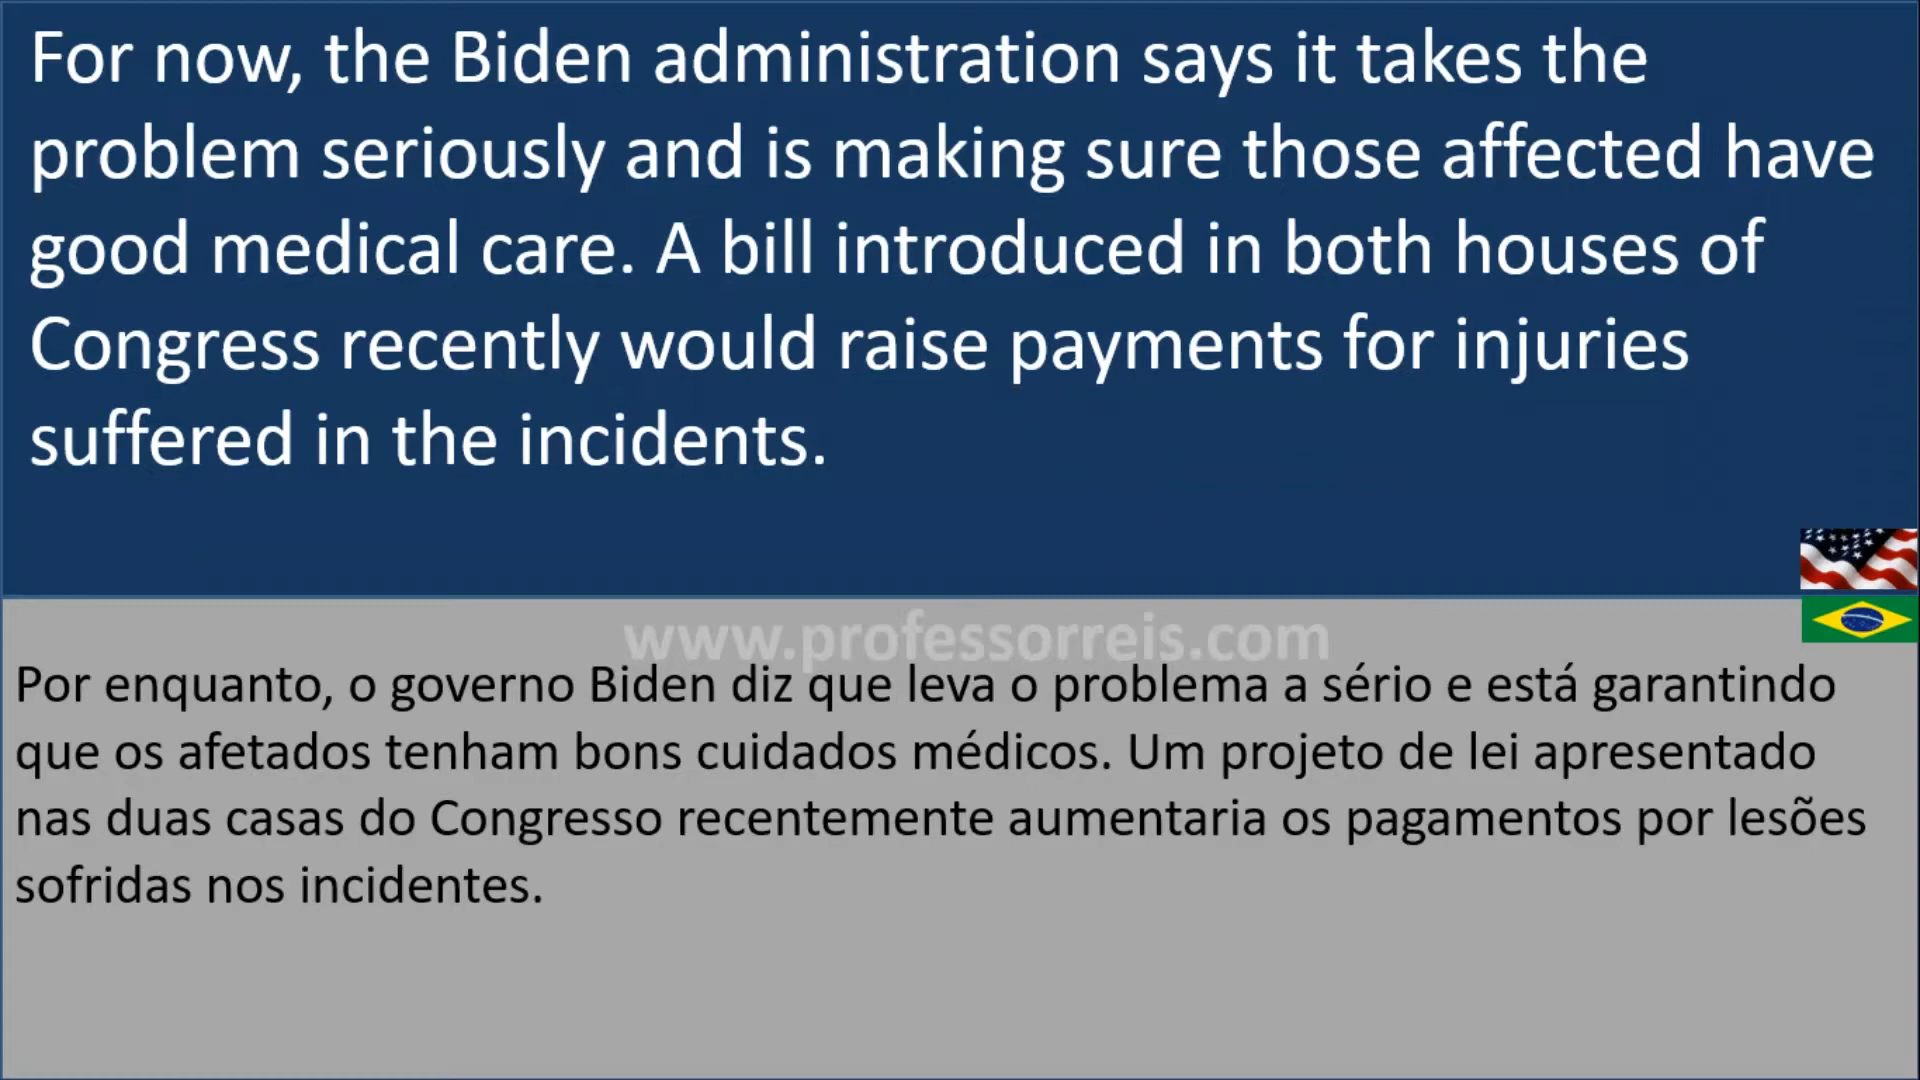 For now, the Biden administration says it takes the
problem seriously and is making sure those affected have
good medical care. A bill introduced in both houses of
Congress recently would raise payments for injuries
suffered in the incidents.
www.professorreis.com
Por enquanto, o governo Biden diz que leva o problema a sério e está garantindo
que os afetados tenham bons cuidados médicos. Um projeto de lei apresentado
nas duas casas do Congresso recentemente aumentaria os pagamentos por lesões
sofridas nos incidentes.